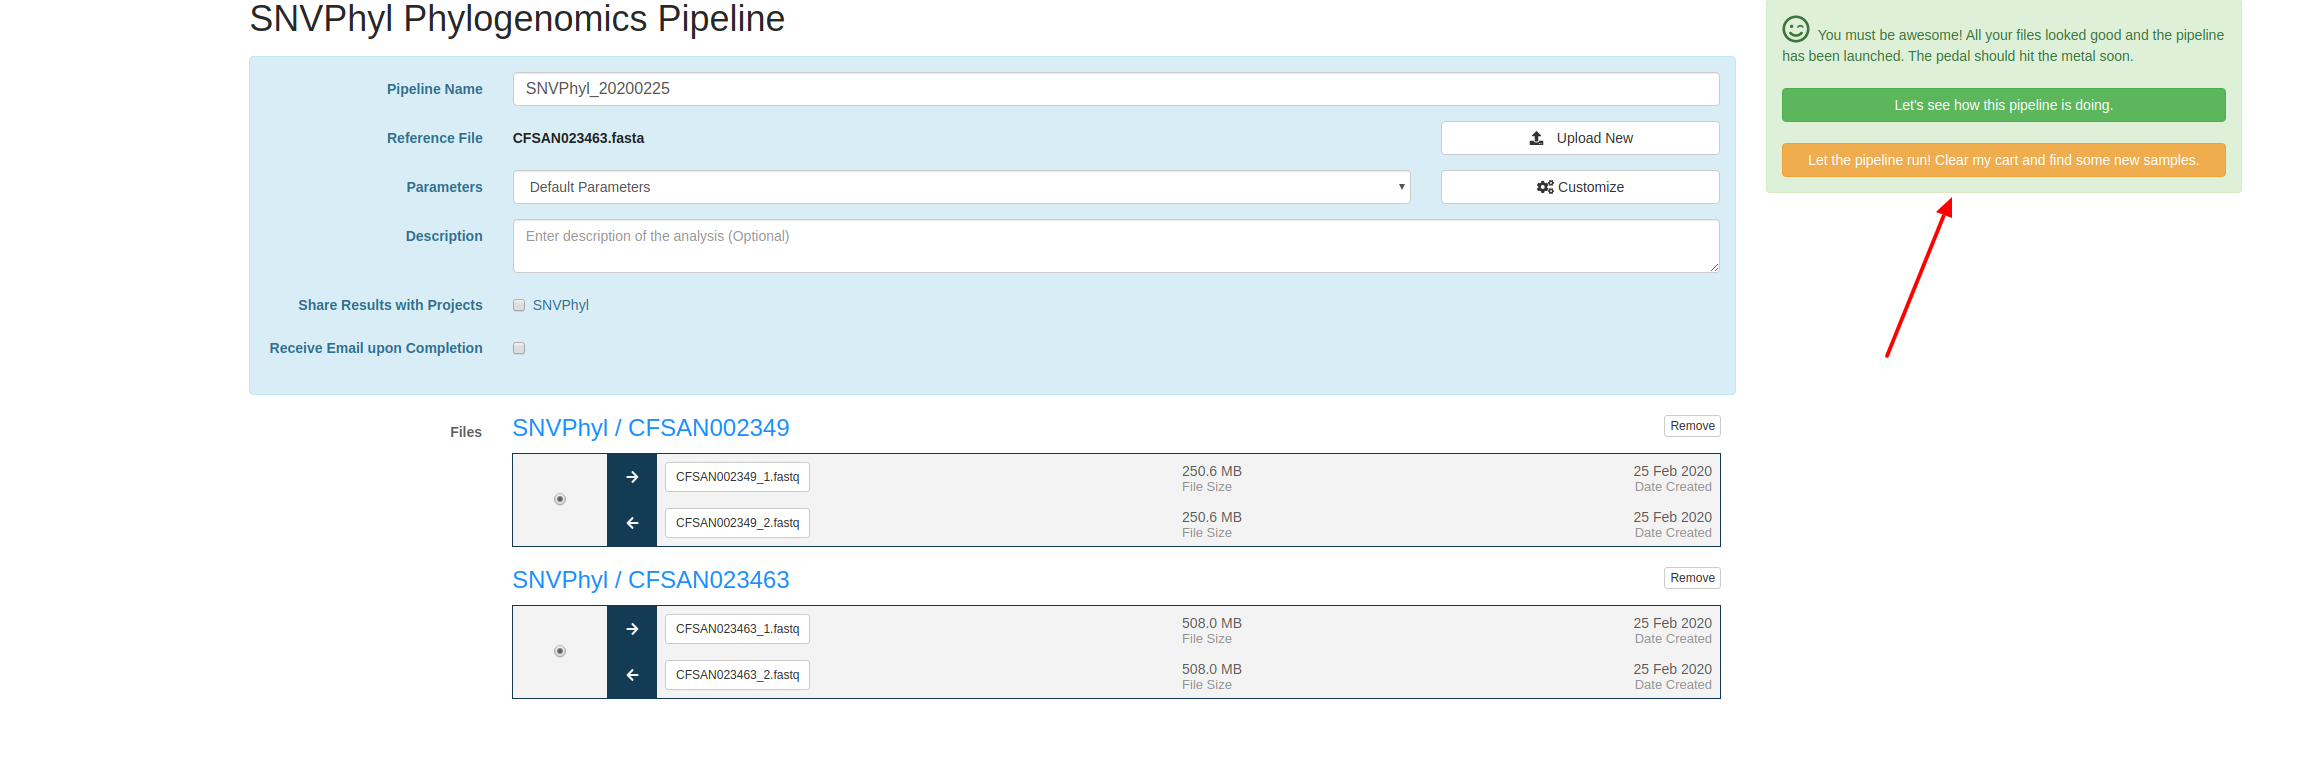 SNVPhyl Phylogenomics Pipeline
Pipeline Name
SNVPhyl_20200225
Reference File
CFSAN023463.fasta
Upload New
Parameters
Default Parameters
Customize
Description
Enter description of the analysis (Optional)
Share Results with Projects
SNVPhyl
Receive Email upon Completion
You must be awesome! All your files looked good and the pipeline
has been launched. The pedal should hit the metal soon.
Let's see how this pipeline is doing.
Let the pipeline run! Clear my cart and find some new samples.
Files
SNVPhyl / CFSAN002349
Remove
CFSAN002349_1.fastq
250.6 MB
File Size
25 Feb 2020
Date Created
CFSAN002349_2.fastq
250.6 MB
File Size
25 Feb 2020
Date Created
SNVPhyl / CFSAN023463
Remove
CFSAN023463_1.fastq
508.0 MB
File Size
25 Feb 2020
Date Created
CFSAN023463_2.fastq
508.0 MB
File Size
25 Feb 2020
Date Created